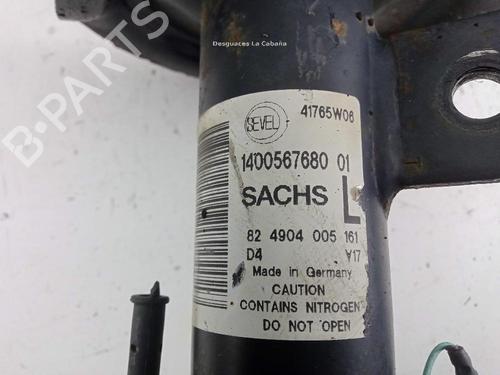 Desguaces La Cabaña
SEVEL
41765W06
1400567680 01
SACHS L
82 4904 005 161
D4 V17
Made in Germany
CAUTION
CONTAINS NITROGEN
DO NOT OPEN
B-PARTS